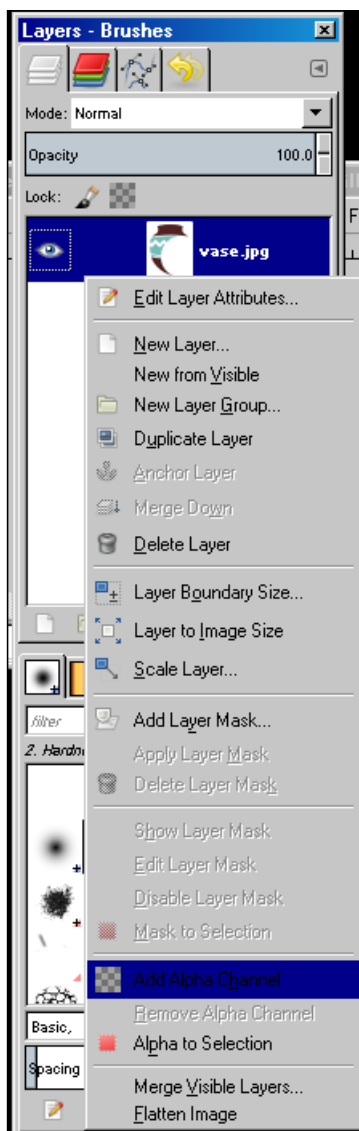 Layers - Brushes
Mode: Normal
Opacity 100.0
Lock:
F
vase.jpg
Edit Layer Attributes...
New Layer...
New from Visible
New Layer Group...
Duplicate Layer
Anchor Layer
Merge Down
Delete Layer
Layer Boundary Size...
Layer to Image Size
Scale Layer...
filter
Add Layer Mask...
2. Hardn
Apply Layer Mask
Delete Layer Mask
Show Layer Mask
Edit Layer Mask
Disable Layer Mask
Mask to Selection
Add Alpha Channel
Remove Alpha Channel
Basic,
Alpha to Selection
Spacing
Merge Visible Layers...
Flatten Image